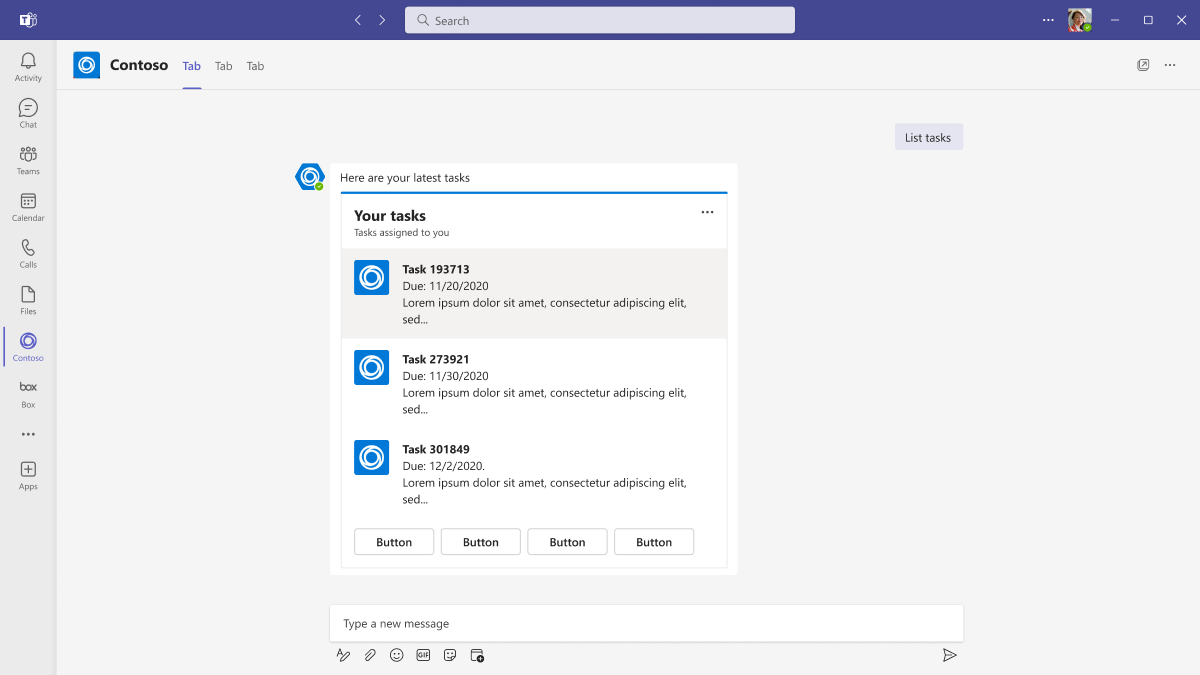 Search
Activity
Chat
Teams
Calendar
Calls
Files
Contoso
box
Box
Apps
Contoso
Tab
Tab
Tab
List tasks
Here are your latest tasks
Your tasks
Tasks assigned to you
Task 193713
Due: 11/20/2020
Lorem ipsum dolor sit amet, consectetur adipiscing elit,
sed...
Task 273921
Due: 11/30/2020
Lorem ipsum dolor sit amet, consectetur adipiscing elit,
sed...
Task 301849
Due: 12/2/2020.
Lorem ipsum dolor sit amet, consectetur adipiscing elit,
sed...
Button
Button
Button
Button
Type a new message
GIF